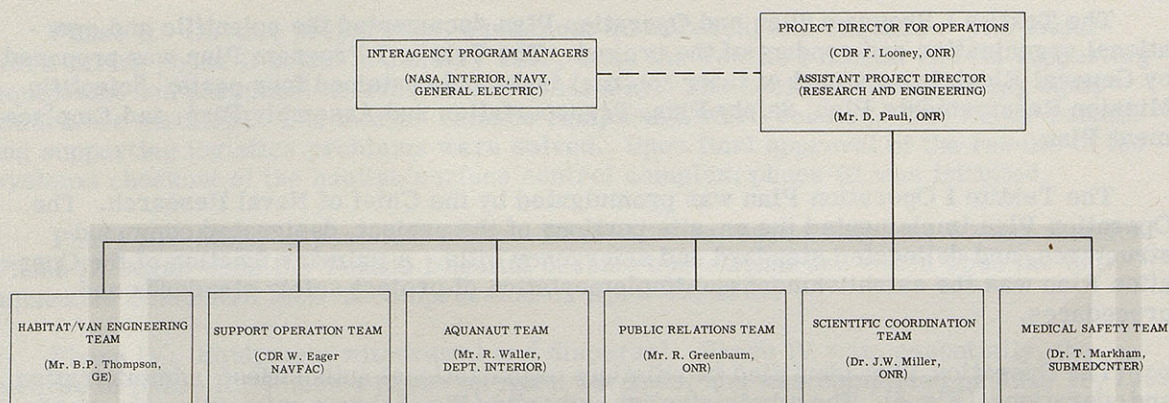 INTERAGENCY PROGRAM MANAGERS
(NASA, INTERIOR, NAVY,
GENERAL ELECTRIC)
PROJECT DIRECTOR FOR OPERATIONS
(CDR F. Looney, ONR)
ASSISTANT PROJECT DIRECTOR
(RESEARCH AND ENGINEERING)
(Mr. D. Pauli, ONR)
HABITAT/VAN ENGINEERING
TEAM
(Mr. B.P. Thompson,
GE)
SUPPORT OPERATION TEAM
(CDR W. Eager
NAVFAC)
AQUANAUT TEAM
(Mr. R. Waller,
DEPT. INTERIOR)
PUBLIC RELATIONS TEAM
(Mr. R. Greenbaum,
ONR)
SCIENTIFIC COORDINATION
TEAM
(Dr. J.W. Miller,
ONR)
MEDICAL SAFETY TEAM
(Dr. T. Markham,
SUBMEDCNTER)